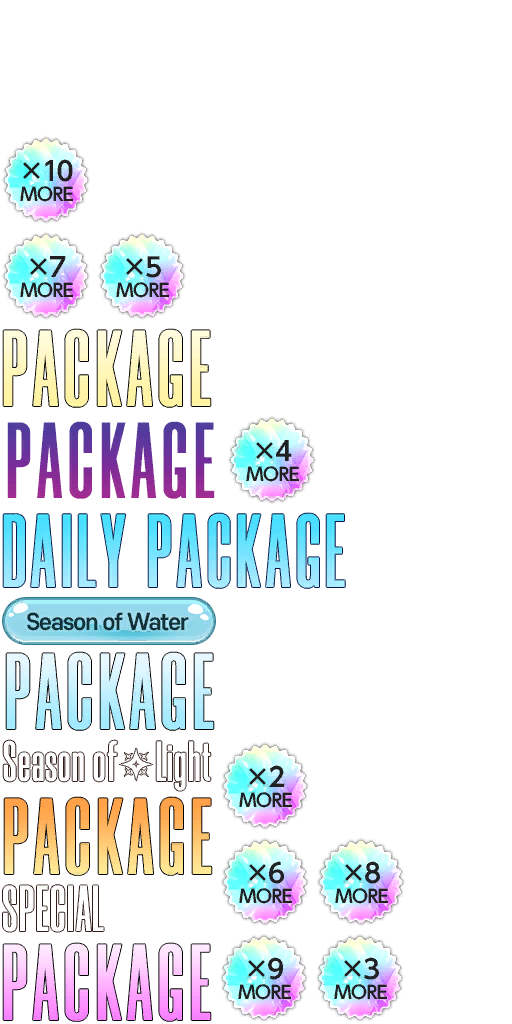 ×10
MORE
×7
MORE
×5
MORE
PACKAGE
PACKAGE
×4
MORE
DAILY PACKAGE
Season of Water
PACKAGE
Season of Light
×2
MORE
PACKAGE
×6
MORE
×8
MORE
SPECIAL
PACKAGE
×9
MORE
×3
MORE